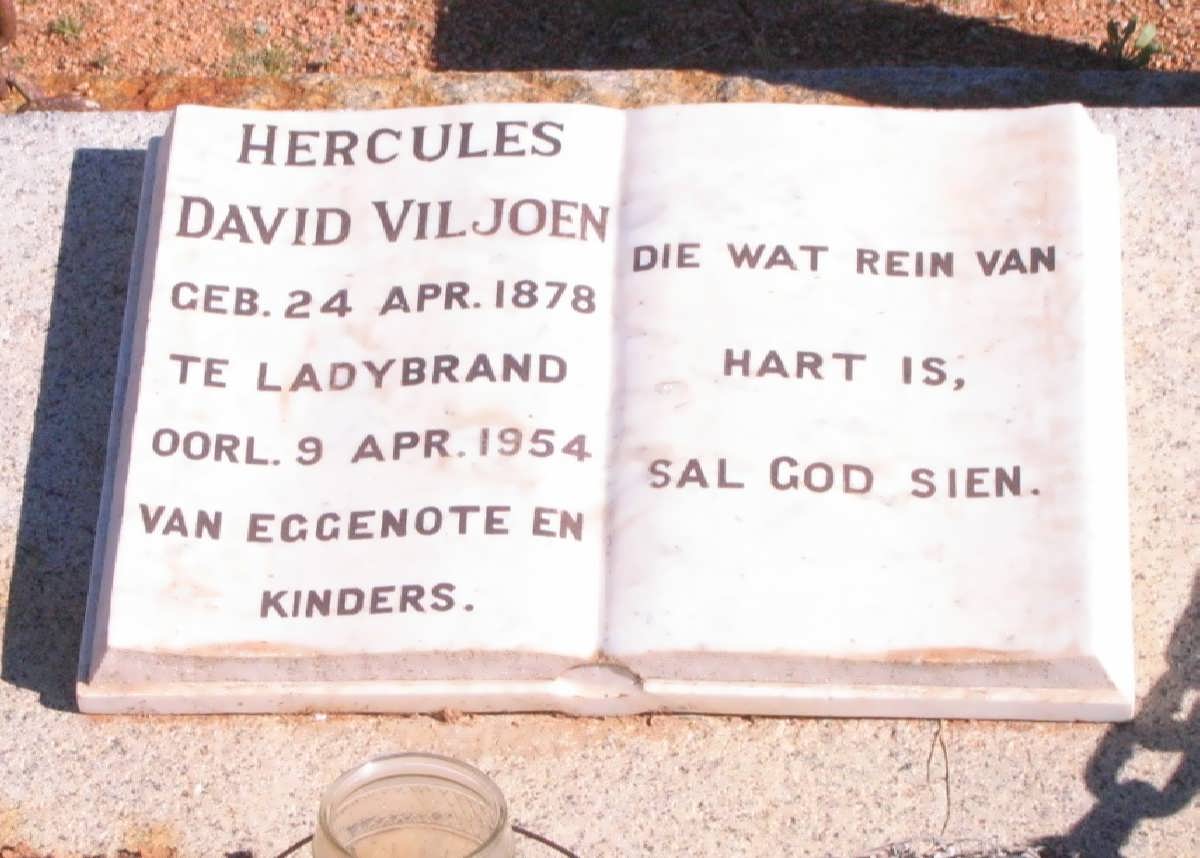 HERCULES
DAVID VILJOEN
GEB. 24 APR. 1878
TE LADYBRAND
OORL. 9 APR. 1954
VAN EGGENOTE EN
KINDERS.
DIE WAT REIN VAN
HART IS,
SAL GOD SIEN.